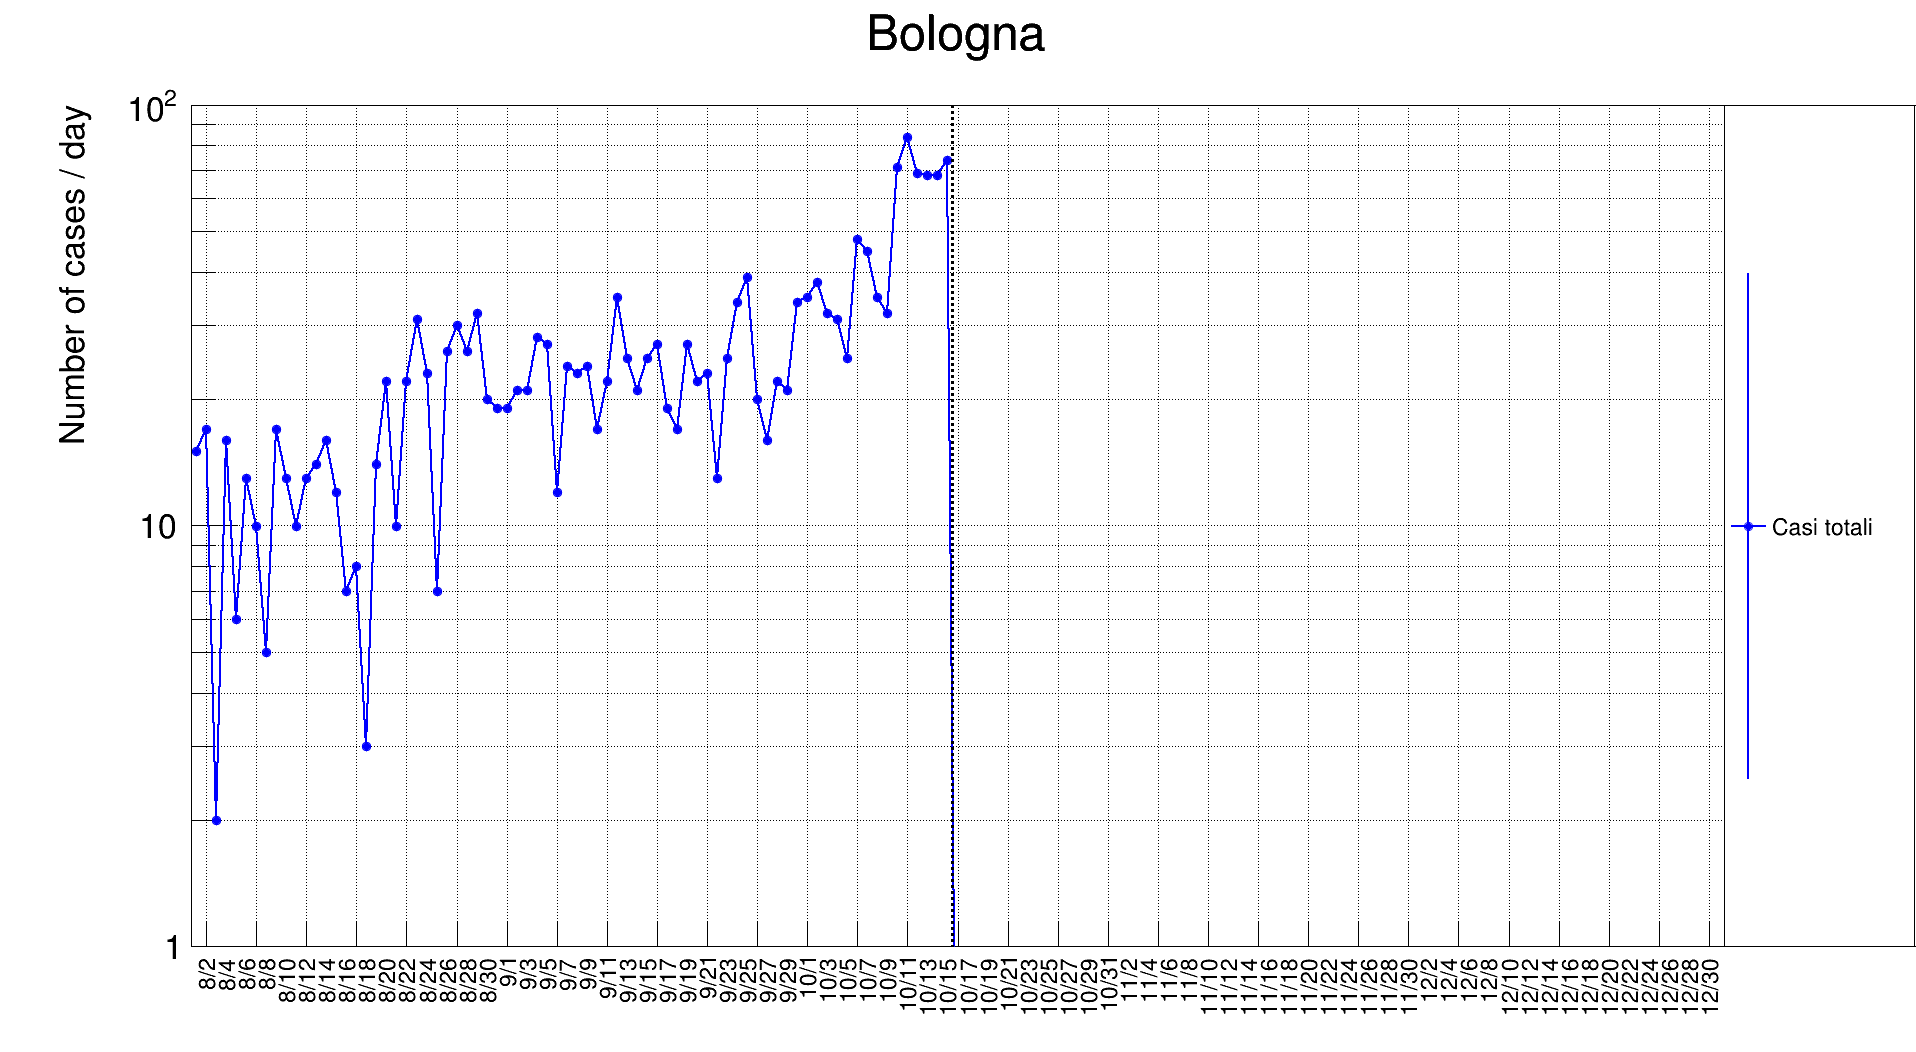 Bologna
Number of cases / day
10²
10
1
8/2 8/4 8/6 8/8 8/10 8/12 8/14 8/16 8/18 8/20 8/22 8/24 8/26 8/28 8/30 9/1 9/3 9/5 9/7 9/9 9/11 9/13 9/15 9/17 9/19 9/21 9/23 9/25 9/27 9/29 10/1 10/3 10/5 10/7 10/9 10/11 10/13 10/15 10/17 10/19 10/21 10/23 10/25 10/27 10/29 10/31 11/2 11/4 11/6 11/8 11/10 11/12 11/14 11/16 11/18 11/20 11/22 11/24 11/26 11/28 11/30 12/2 12/4 12/6 12/8 12/10 12/12 12/14 12/16 12/18 12/20 12/22 12/24 12/26 12/28 12/30
Casi totali